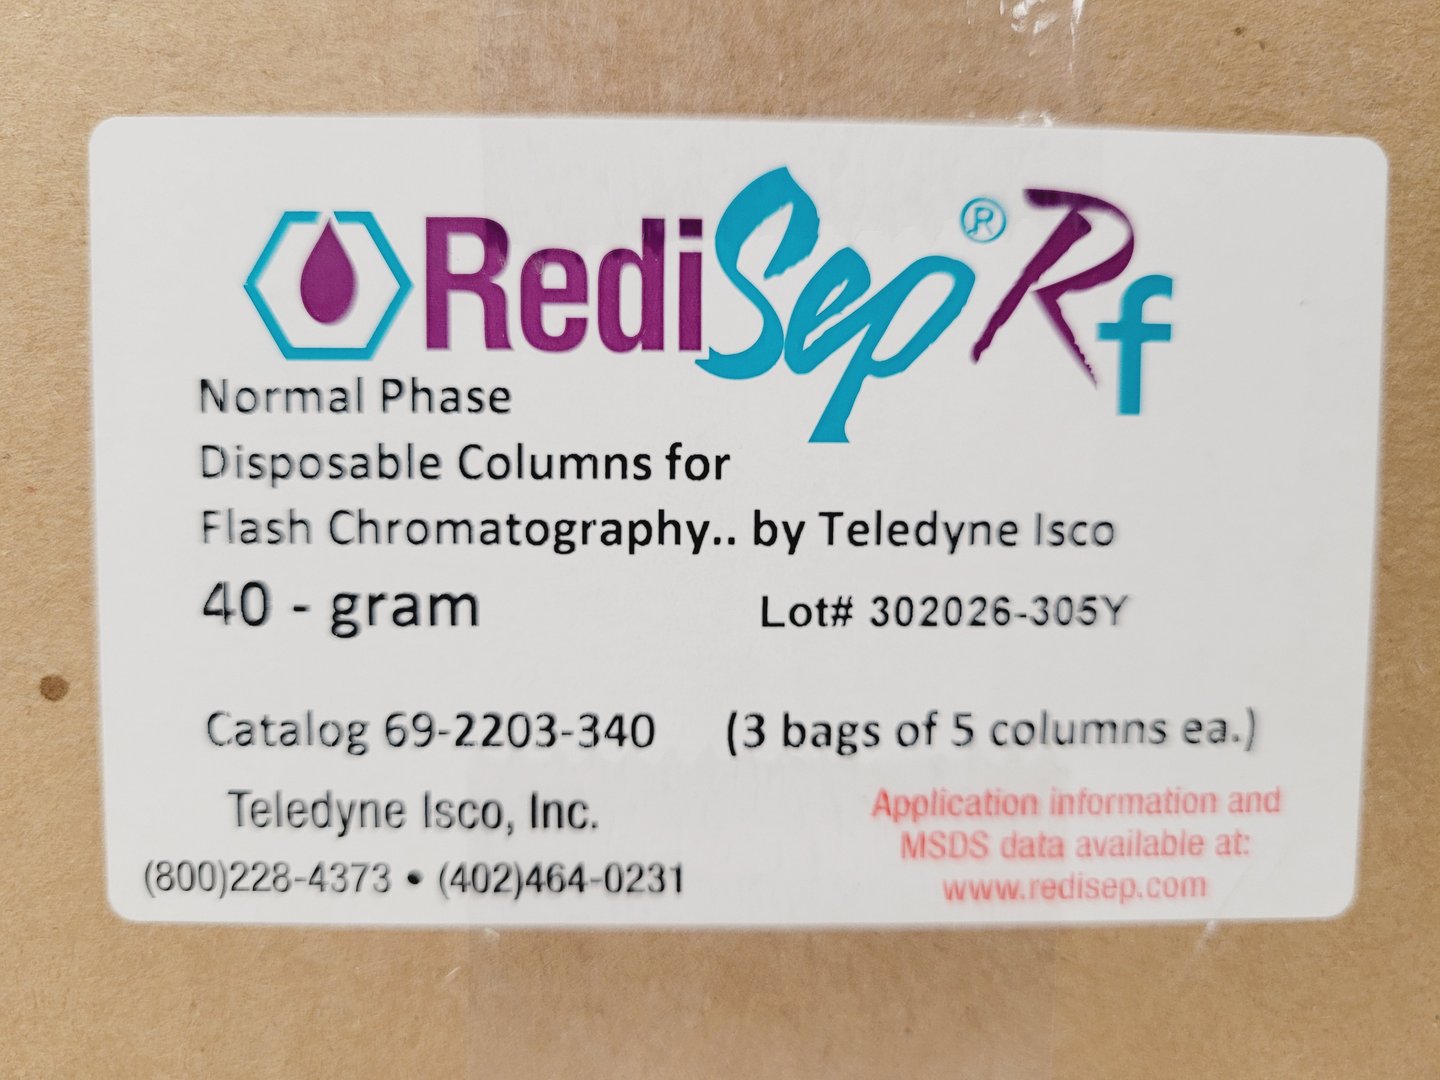 RediSep® Rf
Normal Phase
Disposable Columns for
Flash Chromatography.. by Teledyne Isco
40 - gram Lot# 302026-305Y
Catalog 69-2203-340 (3 bags of 5 columns ea.)
Teledyne Isco, Inc.
(800)228-4373 • (402)464-0231
Application information and
MSDS data available at:
www.redisep.com